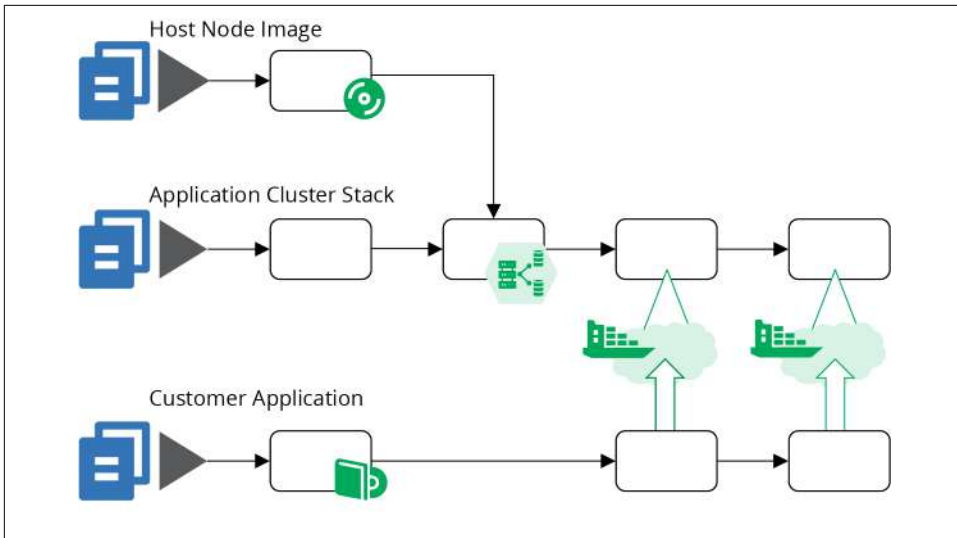 Host Node Image
Application Cluster Stack
Customer Application